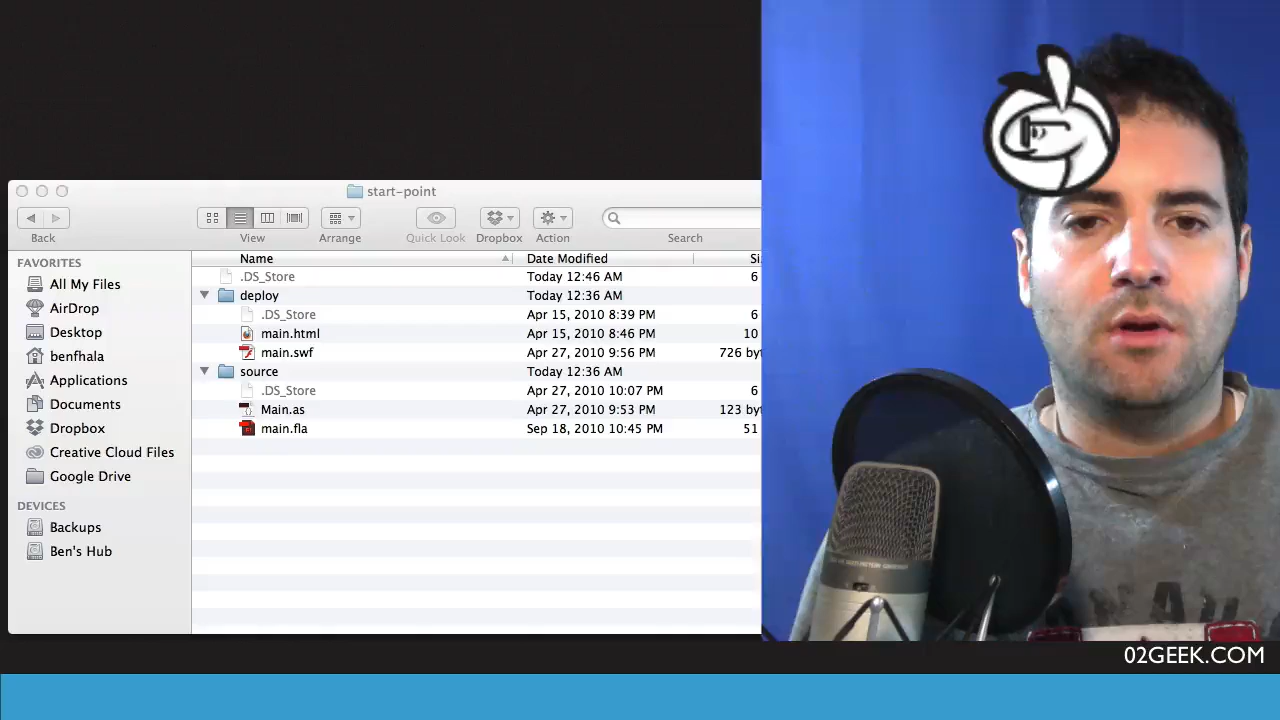 start-point
Back View Arrange Quick Look Dropbox Action Search
FAVORITES
All My Files
AirDrop
Desktop
benfhala
Applications
Documents
Dropbox
Creative Cloud Files
Google Drive
DEVICES
Backups
Ben's Hub
Name Date Modified
.DS_Store Today 12:46 AM 6
deploy Today 12:36 AM
.DS_Store Apr 15, 2010 8:39 PM 6
main.html Apr 15, 2010 8:46 PM 10
main.swf Apr 27, 2010 9:56 PM 726
source Today 12:36 AM
.DS_Store Apr 27, 2010 10:07 PM 6
Main.as Apr 27, 2010 9:53 PM 123
main.fla Sep 18, 2010 10:45 PM 51
02GEEK.COM